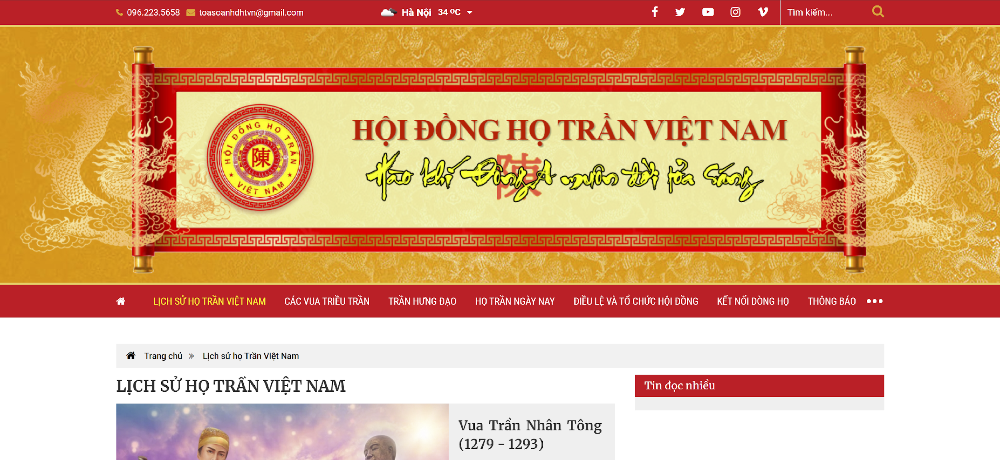 096.223.5658 toasoanhdhtvn@gmail.com Hà Nội 34 ºC Tìm kiếm...
HỘI ĐỒNG HỌ TRẦN VIỆT NAM
陳
HỘI ĐỒNG HỌ TRẦN VIỆT NAM
陳
Hào khí Đông A muôn đời tỏa sáng
LỊCH SỬ HỌ TRẦN VIỆT NAM CÁC VUA TRIỀU TRẦN TRẦN HƯNG ĐẠO HỌ TRẦN NGÀY NAY ĐIỀU LỆ VÀ TỔ CHỨC HỘI ĐỒNG KẾT NỐI DÒNG HỌ THÔNG BÁO
Trang chủ » Lịch sử họ Trần Việt Nam
LỊCH SỬ HỌ TRẦN VIỆT NAM
Tin đọc nhiều
Vua Trần Nhân Tông
(1279 - 1293)